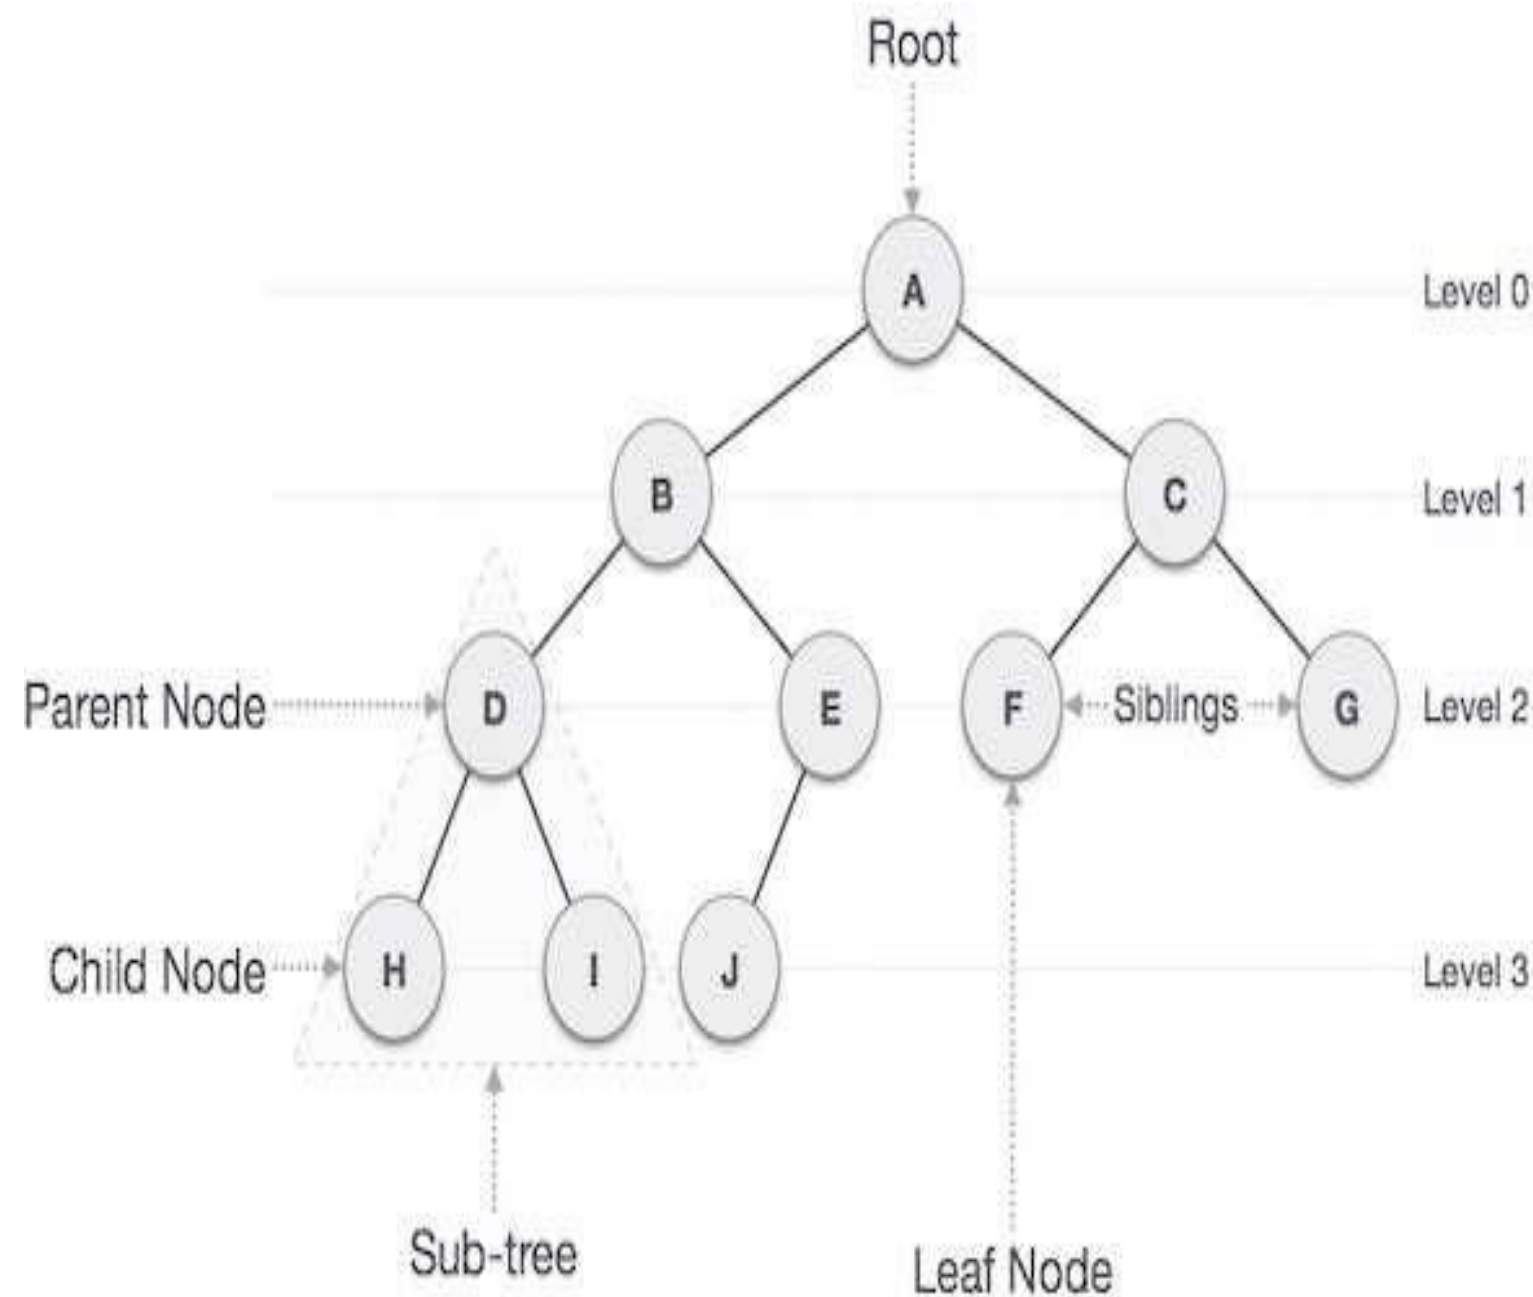 Root
A
Level 0
B
C
Level 1
Parent Node
D
E
F
Siblings
G
Level 2
Child Node
H
I
J
Level 3
Sub-tree
Leaf Node